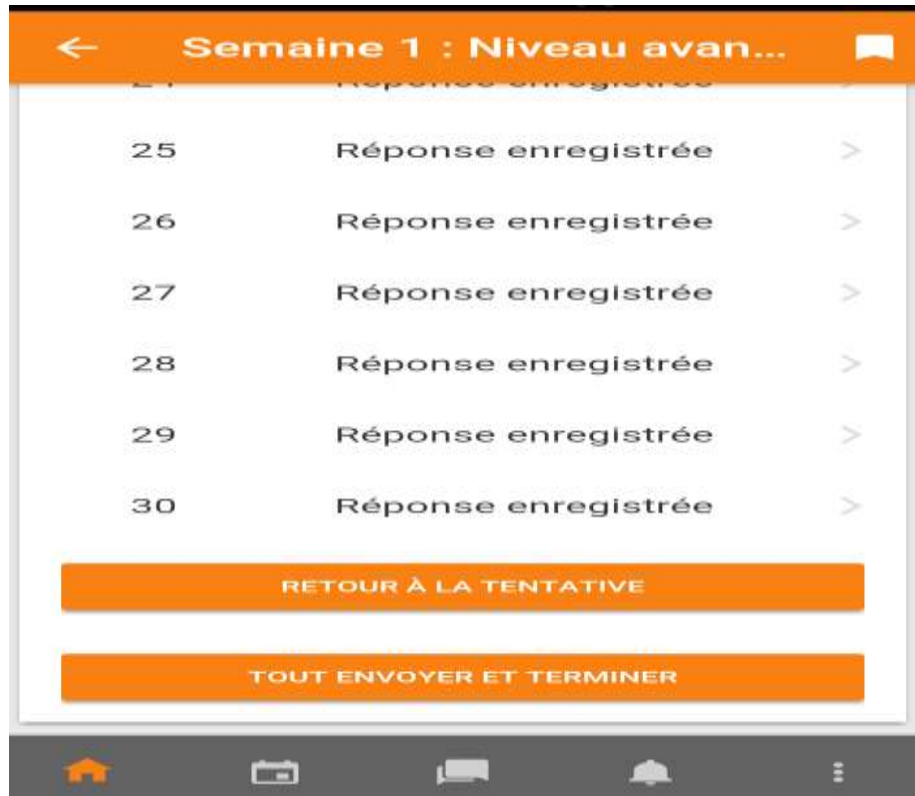 Semaine 1 : Niveau avan...
25 Réponse enregistrée >
26 Réponse enregistrée >
27 Réponse enregistrée >
28 Réponse enregistrée >
29 Réponse enregistrée >
30 Réponse enregistrée >
RETOUR À LA TENTATIVE
TOUT ENVOYER ET TERMINER